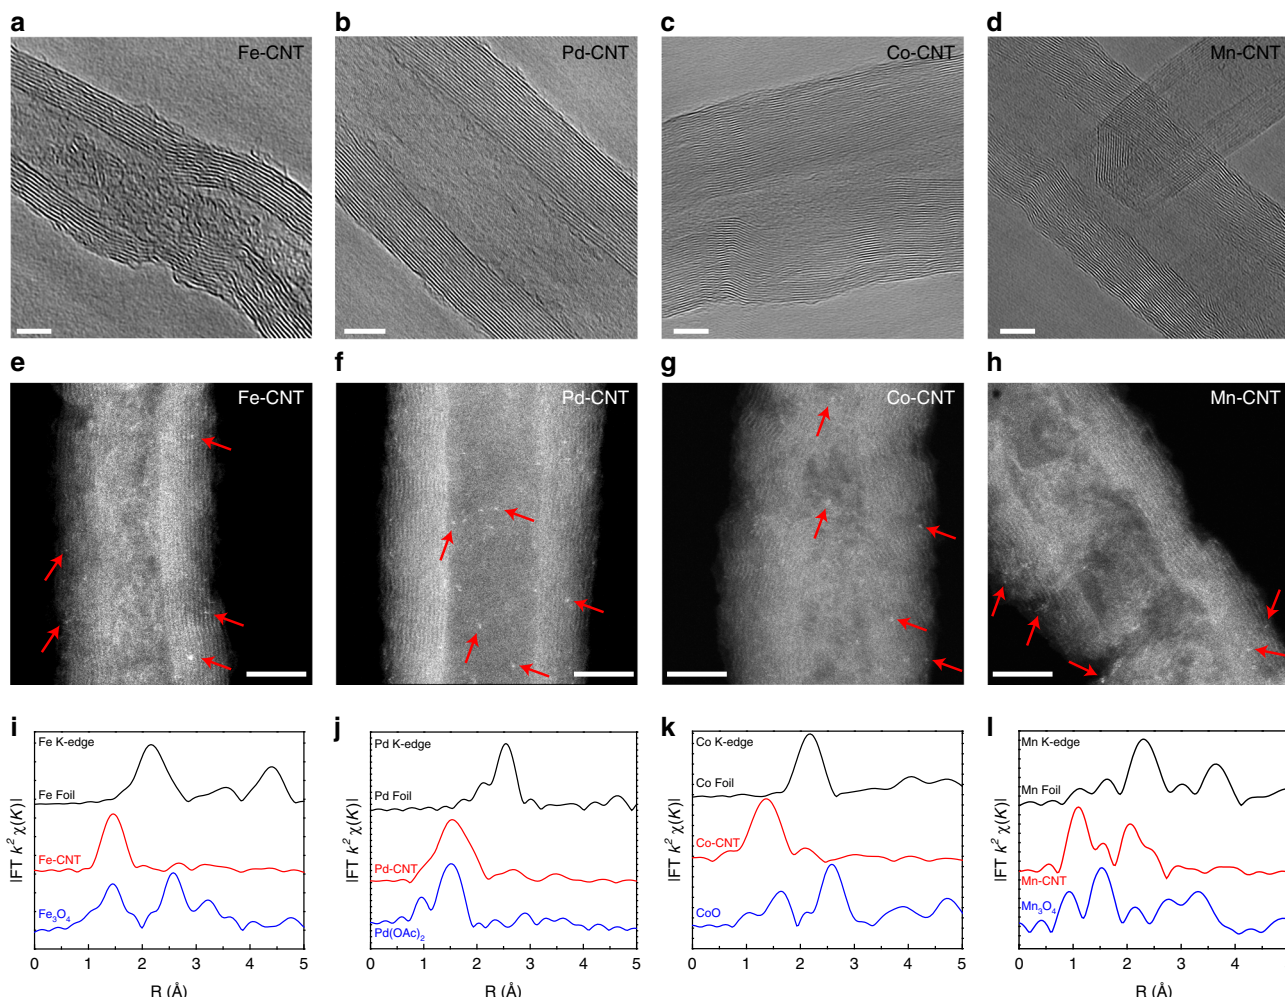 a
Fe-CNT
b
Pd-CNT
c
Co-CNT
d
Mn-CNT
e
Fe-CNT
f
Pd-CNT
g
Co-CNT
h
Mn-CNT
i
Fe K-edge
Fe Foil
Fe-CNT
Fe₃O₄
|FT k² χ(K)|
0 1 2 3 4 5
R (Å)
j
Pd K-edge
Pd Foil
Pd-CNT
Pd(OAc)₂
|FT k² χ(K)|
0 1 2 3 4 5
R (Å)
k
Co K-edge
Co Foil
Co-CNT
CoO
|FT k² χ(K)|
0 1 2 3 4 5
R (Å)
l
Mn K-edge
Mn Foil
Mn-CNT
Mn₃O₄
|FT k² χ(K)|
0 1 2 3 4 5
R (Å)